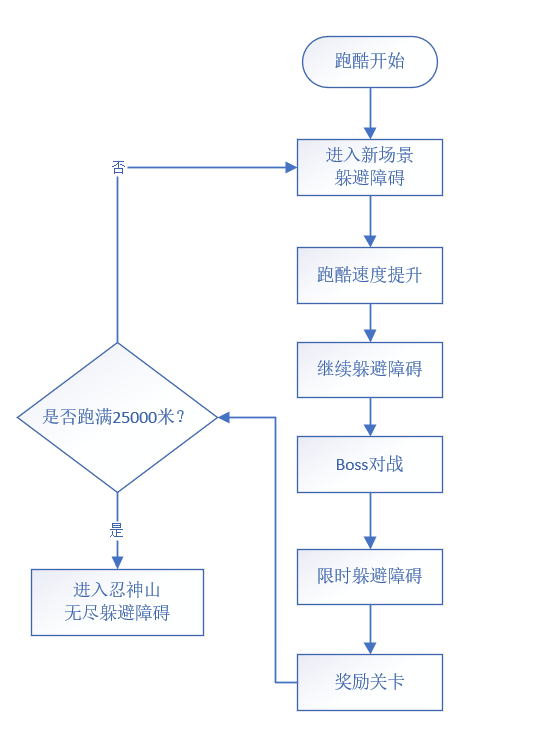 跑酷开始
进入新场景
躲避障碍
跑酷速度提升
继续躲避障碍
Boss对战
限时躲避障碍
奖励关卡
是否跑满25000米?
否
是
进入忍神山
无尽躲避障碍